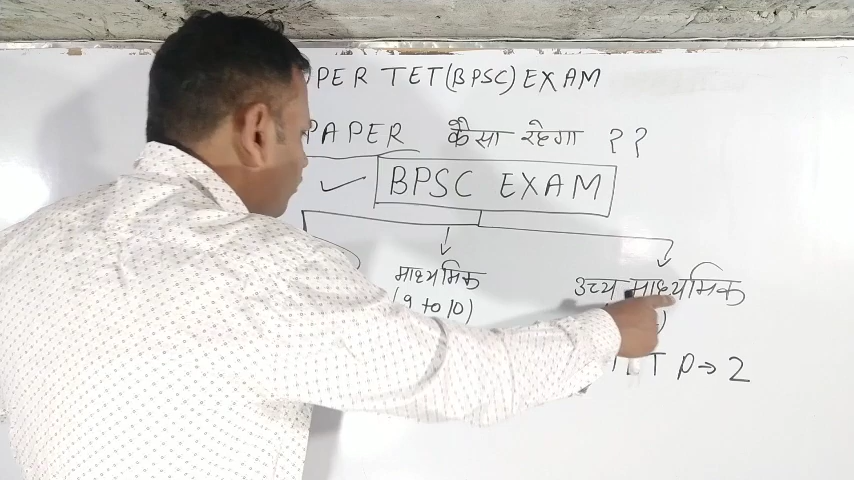 PER TET(BPSC) EXAM
PAPER कैसा रहेगा ??
BPSC EXAM
माध्यमिक उच्च माध्यमिक
(9 to 10)
T P→2